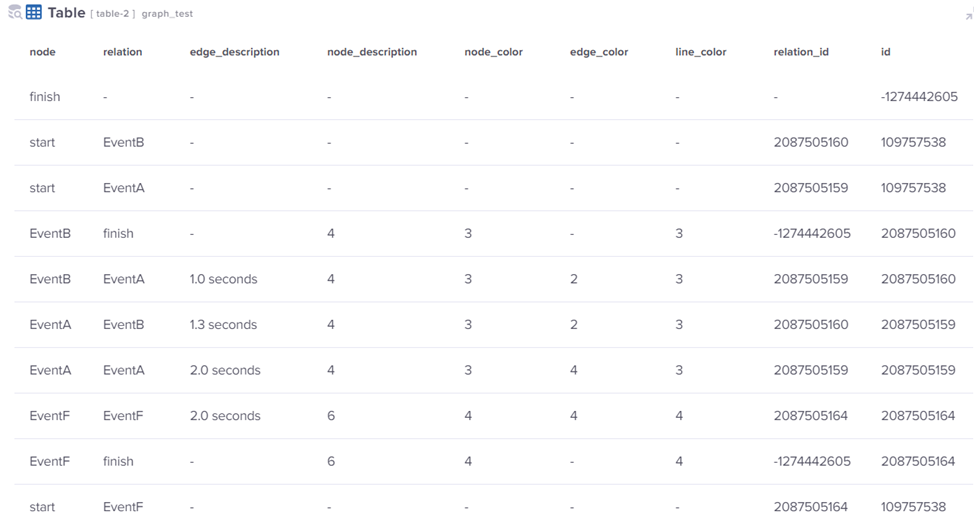 Table [ table-2 ] graph_test
node relation edge_description node_description node_color edge_color line_color relation_id id
finish - - - - - - - -1274442605
start EventB - - - - - 2087505160 109757538
start EventA - - - - - 2087505159 109757538
EventB finish - 4 3 - 3 -1274442605 2087505160
EventB EventA 1.0 seconds 4 3 2 3 2087505159 2087505160
EventA EventB 1.3 seconds 4 3 2 3 2087505160 2087505159
EventA EventA 2.0 seconds 4 3 4 3 2087505159 2087505159
EventF EventF 2.0 seconds 6 4 4 4 2087505164 2087505164
EventF finish - 6 4 - 4 -1274442605 2087505164
start EventF - - - - - 2087505164 109757538